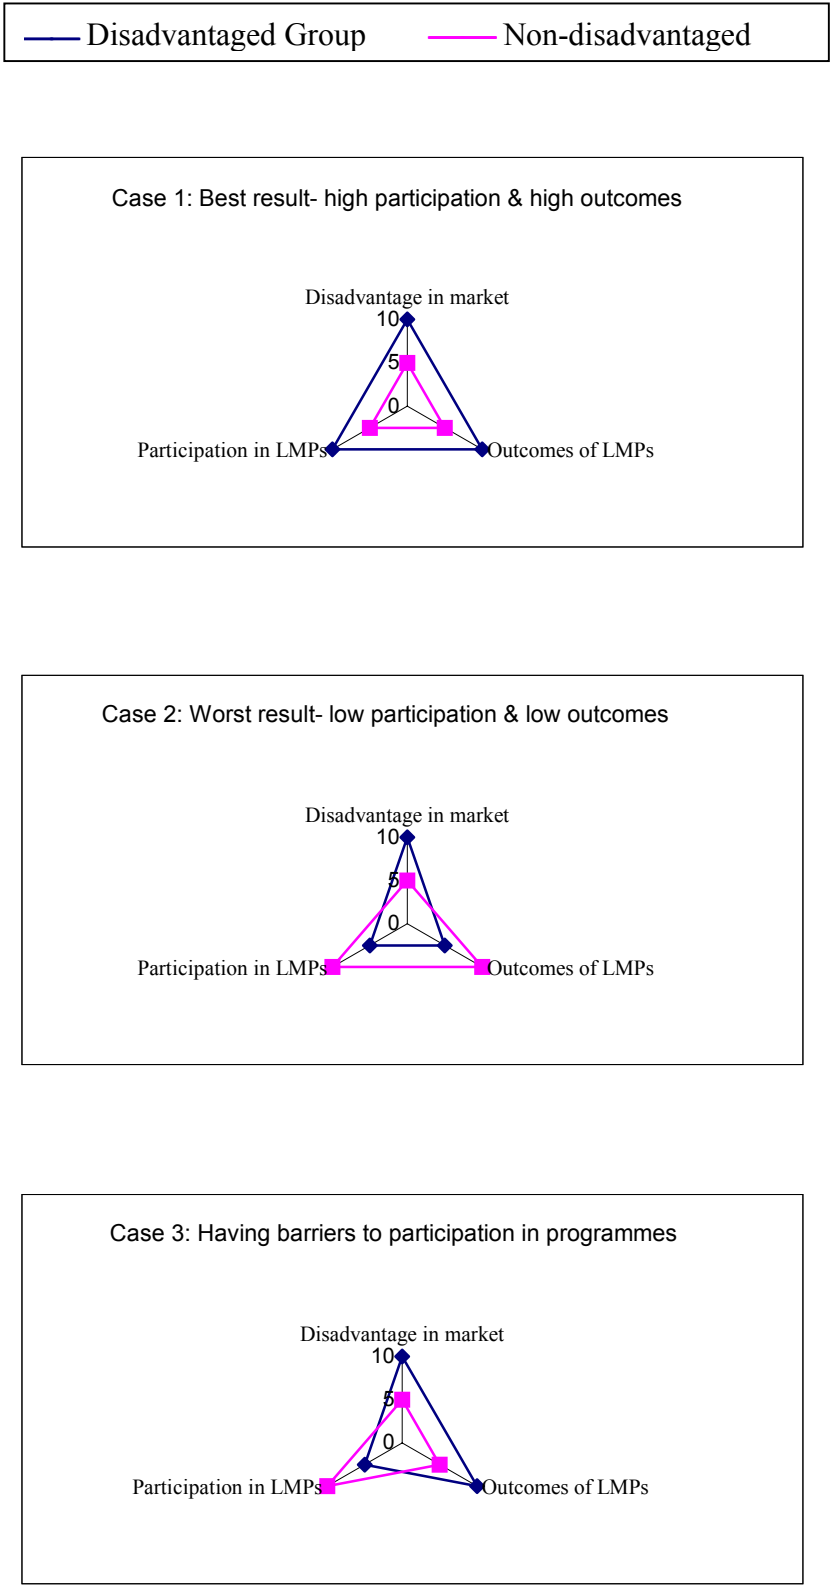 Disadvantaged Group Non-disadvantaged
Case 1: Best result- high participation & high outcomes
Disadvantage in market
10
5
0
Participation in LMPs Outcomes of LMPs
Case 2: Worst result- low participation & low outcomes
Disadvantage in market
10
5
0
Participation in LMPs Outcomes of LMPs
Case 3: Having barriers to participation in programmes
Disadvantage in market
10
5
0
Participation in LMPs Outcomes of LMPs